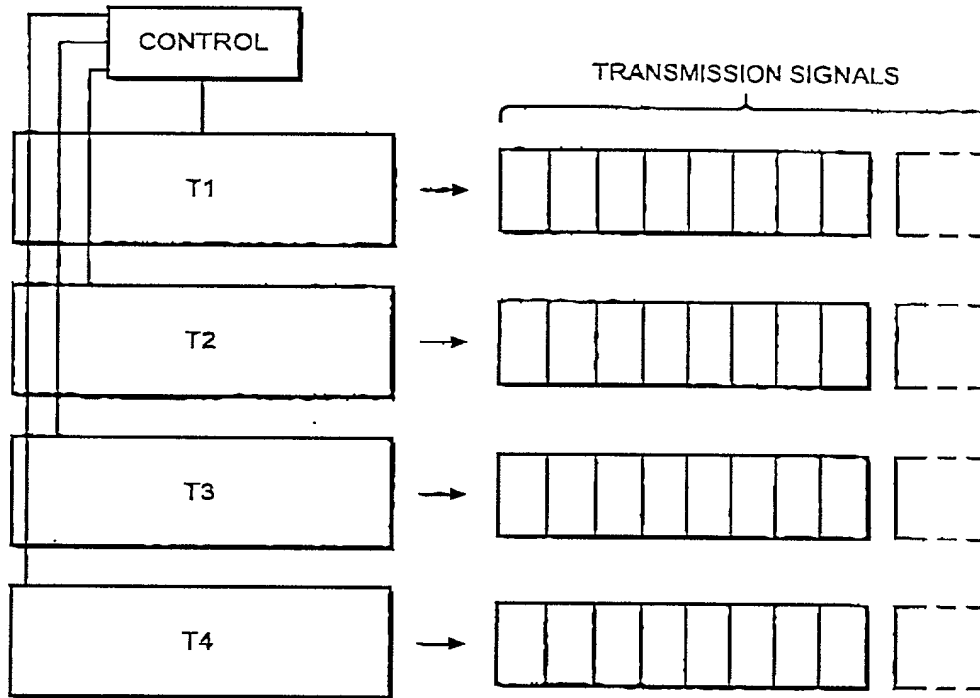 CONTROL
TRANSMISSION SIGNALS
T1
T2
T3
T4